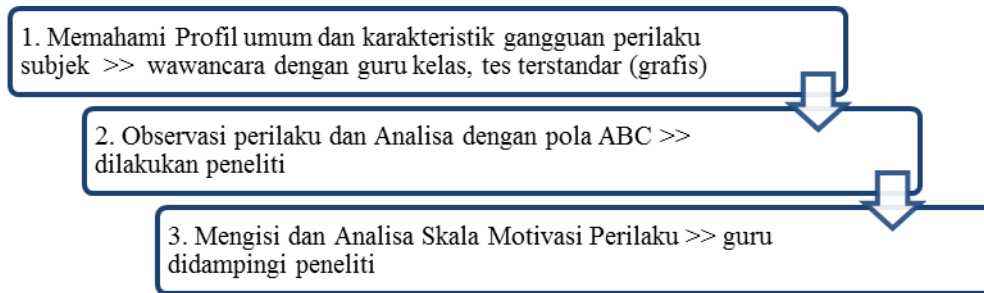 1. Memahami Profil umum dan karakteristik gangguan perilaku
subjek >> wawancara dengan guru kelas, tes terstandar (grafis)
2. Observasi perilaku dan Analisa dengan pola ABC >>
dilakukan peneliti
3. Mengisi dan Analisa Skala Motivasi Perilaku >> guru
didampingi peneliti